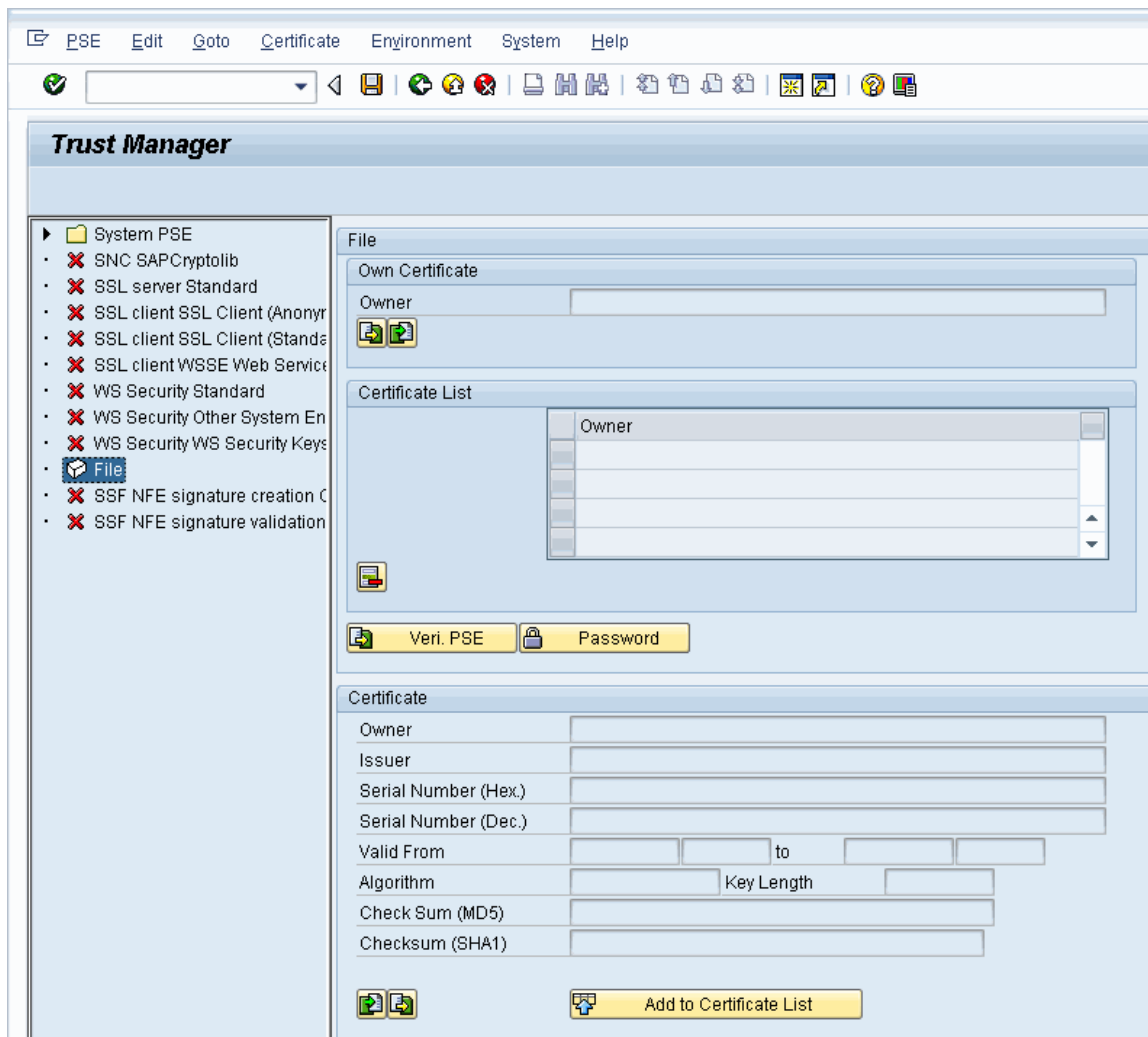 PSE Edit Goto Certificate Environment System Help
Trust Manager
System PSE
SNC SAPCryptolib
SSL server Standard
SSL client SSL Client (Anonyr
SSL client SSL Client (Standa
SSL client WSSE Web Service
WS Security Standard
WS Security Other System En
WS Security WS Security Keys
File
SSF NFE signature creation C
SSF NFE signature validation
File
Own Certificate
Owner
Certificate List
Owner
Veri. PSE Password
Certificate
Owner
Issuer
Serial Number (Hex.)
Serial Number (Dec.)
Valid From to
Algorithm Key Length
Check Sum (MD5)
Checksum (SHA1)
Add to Certificate List